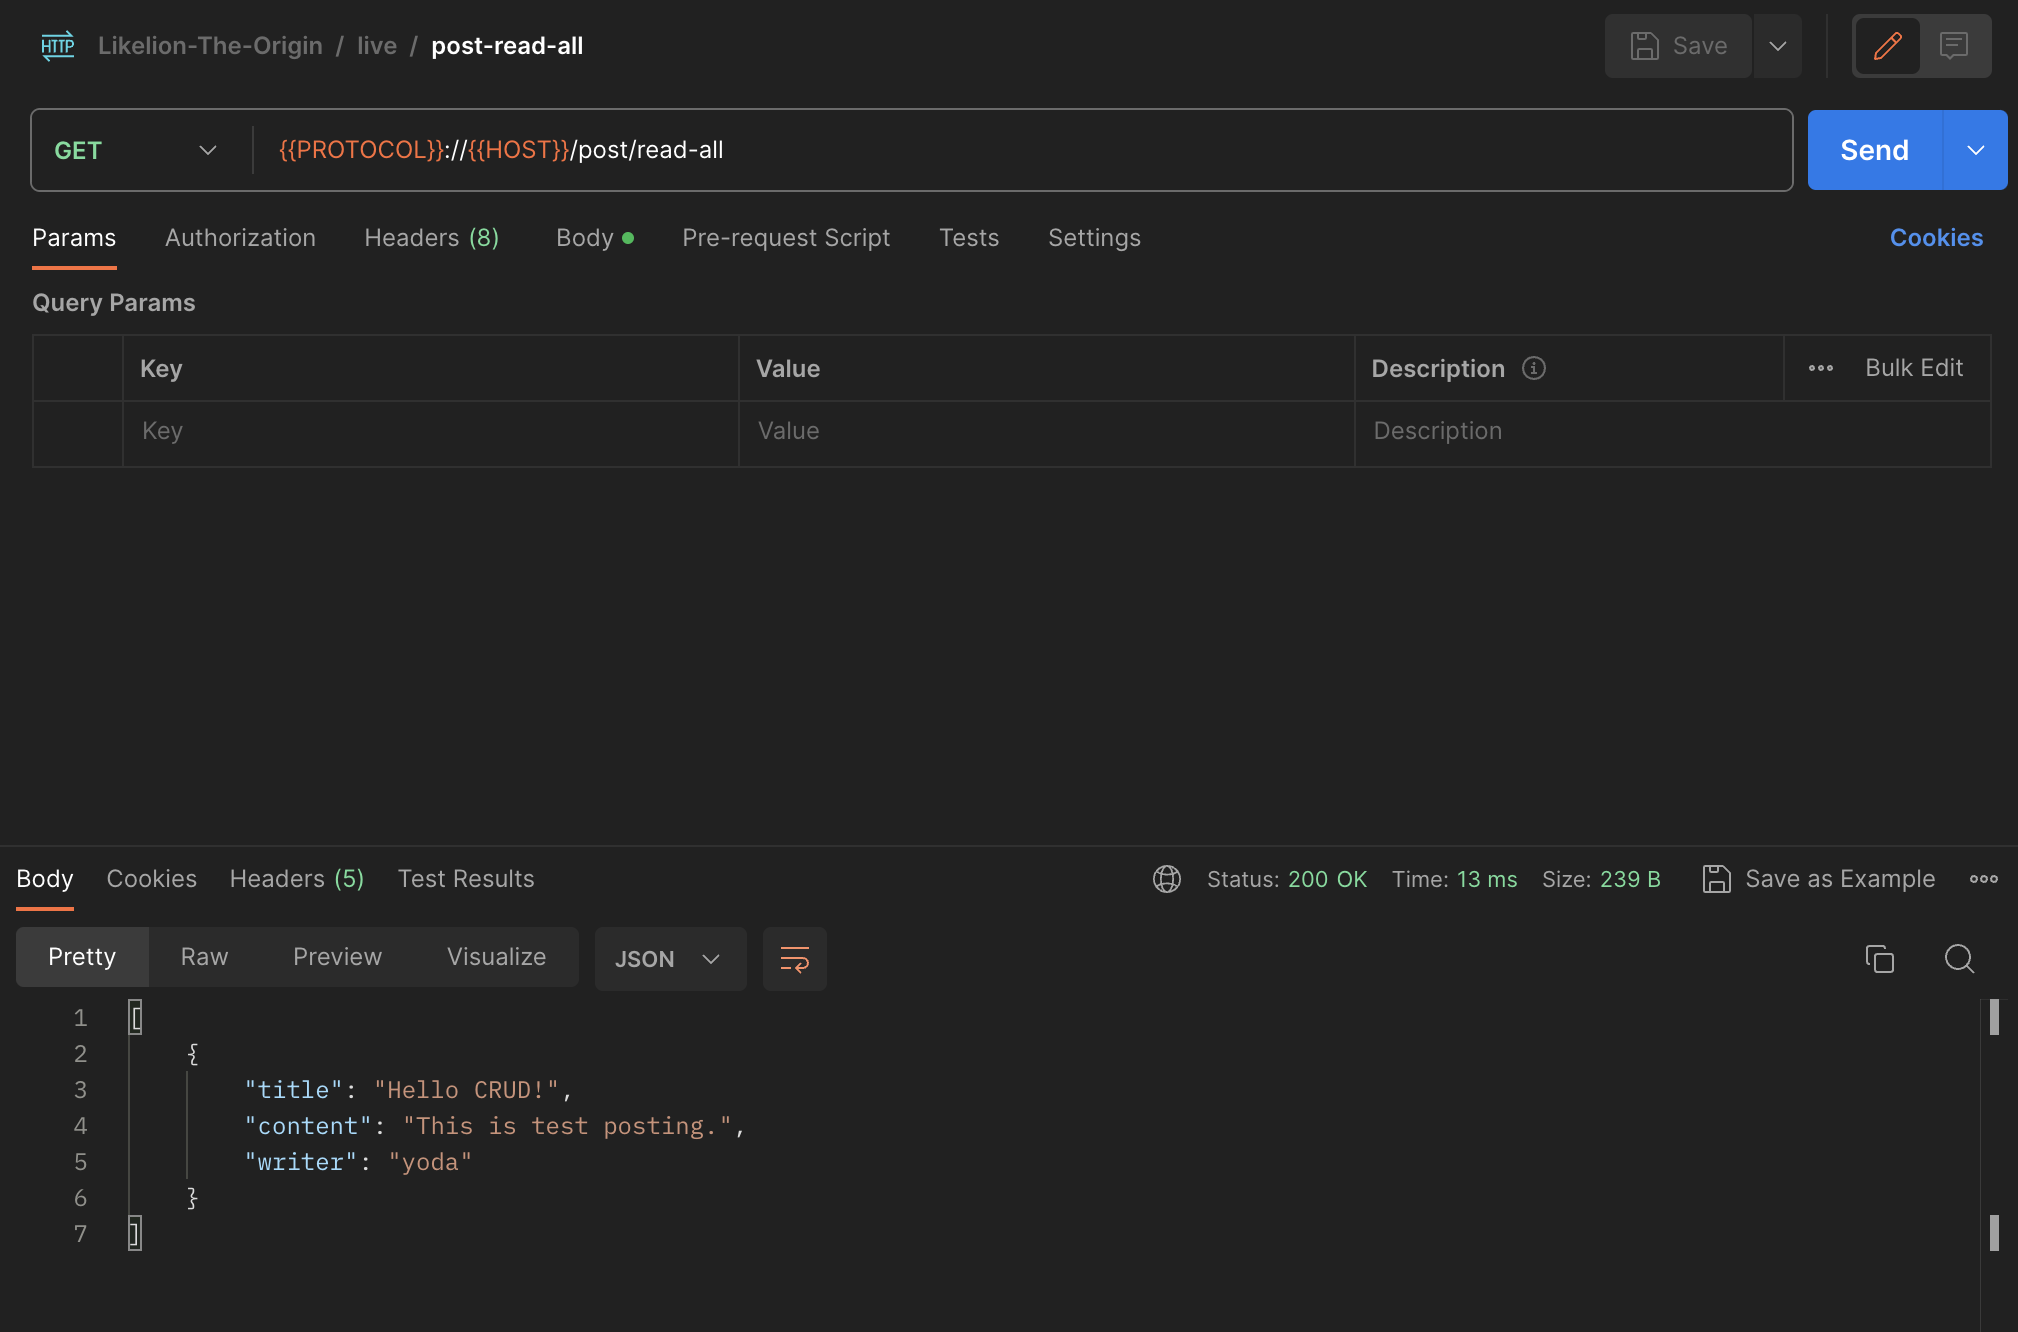 HTTP Likelion-The-Origin / live / post-read-all Save
GET {{PROTOCOL}}://{{HOST}}/post/read-all Send
Params Authorization Headers (8) Body Pre-request Script Tests Settings Cookies
Query Params
Key Value Description Bulk Edit
Key Value Description
Body Cookies Headers (5) Test Results Status: 200 OK Time: 13 ms Size: 239 B Save as Example
Pretty Raw Preview Visualize JSON
1 [
2 {
3 "title": "Hello CRUD!",
4 "content": "This is test posting.",
5 "writer": "yoda"
6 }
7 ]